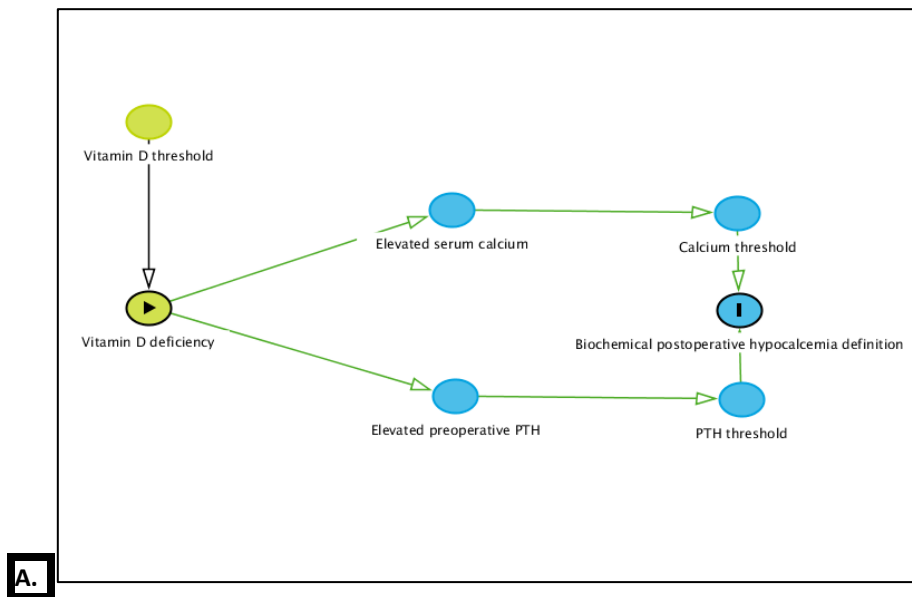 Vitamin D threshold
Elevated serum calcium
Calcium threshold
Vitamin D deficiency
Biochemical postoperative hypocalcemia definition
Elevated preoperative PTH
PTH threshold
A.